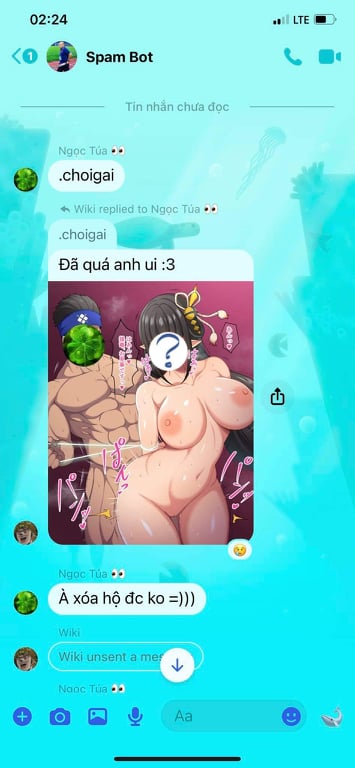 02:24
LTE
1
Spam Bot
Tin nhắn chưa đọc
Ngọc Túa 👀
.choigai
Wiki replied to Ngọc Túa 👀
.choigai
Đã quá anh ui :3
?
Ngọc Túa 👀
À xóa hộ đc ko =)))
Wiki
Wiki unsent a mes
Ngọc Túa 👀
Aa